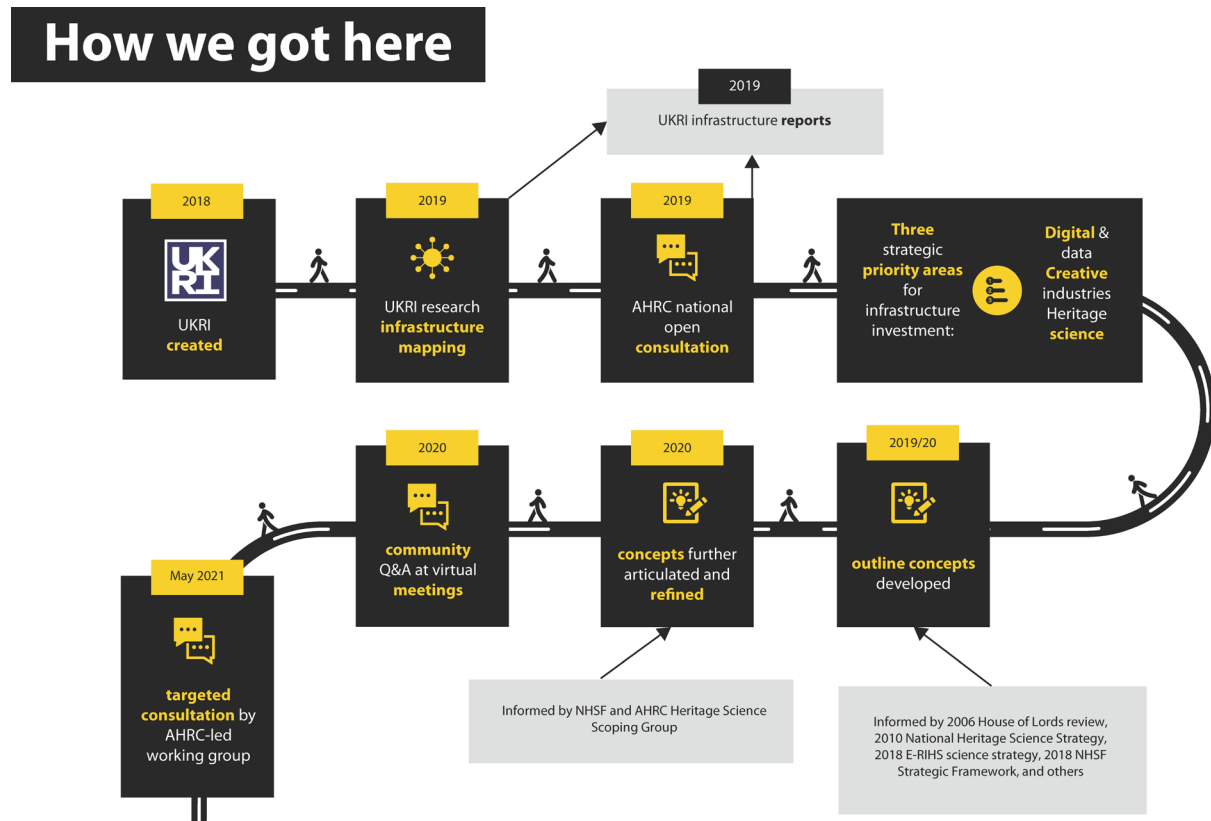 How we got here
2019
UKRI infrastructure reports
2018
UK
RI
UKRI
created
2019
UKRI research
infrastructure
mapping
2019
AHRC national
open
consultation
Three
strategic
priority areas
for
infrastructure
investment:
1
2
3
Digital &
data
Creative
industries
Heritage
science
2019/20
outline concepts
developed
Informed by 2006 House of Lords review,
2010 National Heritage Science Strategy,
2018 E-RIHS science strategy, 2018 NHSF
Strategic Framework, and others
2020
concepts further
articulated and
refined
Informed by NHSF and AHRC Heritage Science
Scoping Group
2020
community
Q&A at virtual
meetings
May 2021
targeted
consultation by
AHRC-led
working group